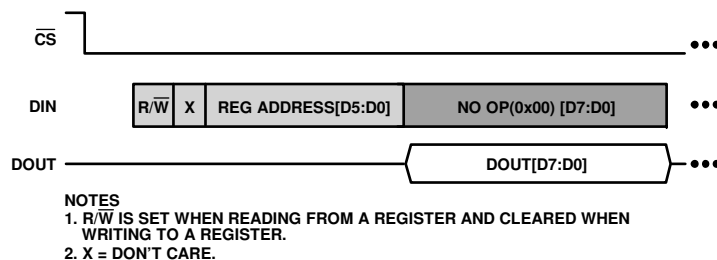 CS
DIN R/W X REG ADDRESS[D5:D0] NO OP(0x00) [D7:D0]
DOUT DOUT[D7:D0]
NOTES
1. R/W IS SET WHEN READING FROM A REGISTER AND CLEARED WHEN
WRITING TO A REGISTER.
2. X = DON'T CARE.